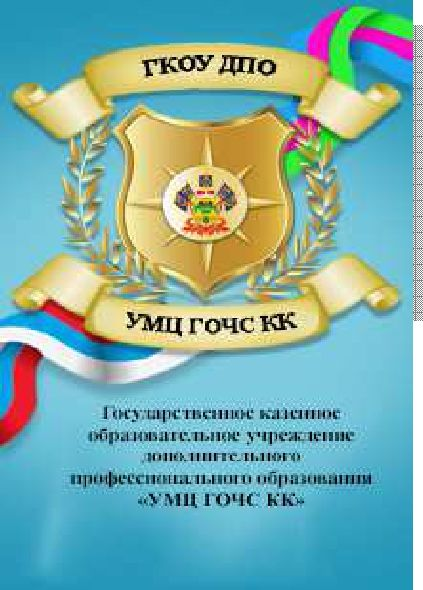 ГКОУ ДПО
УМЦ ГОЧС КК
Государственное казенное
образовательное учреждение
дополнительного
профессионального образования
«УМЦ ГОЧС КК»